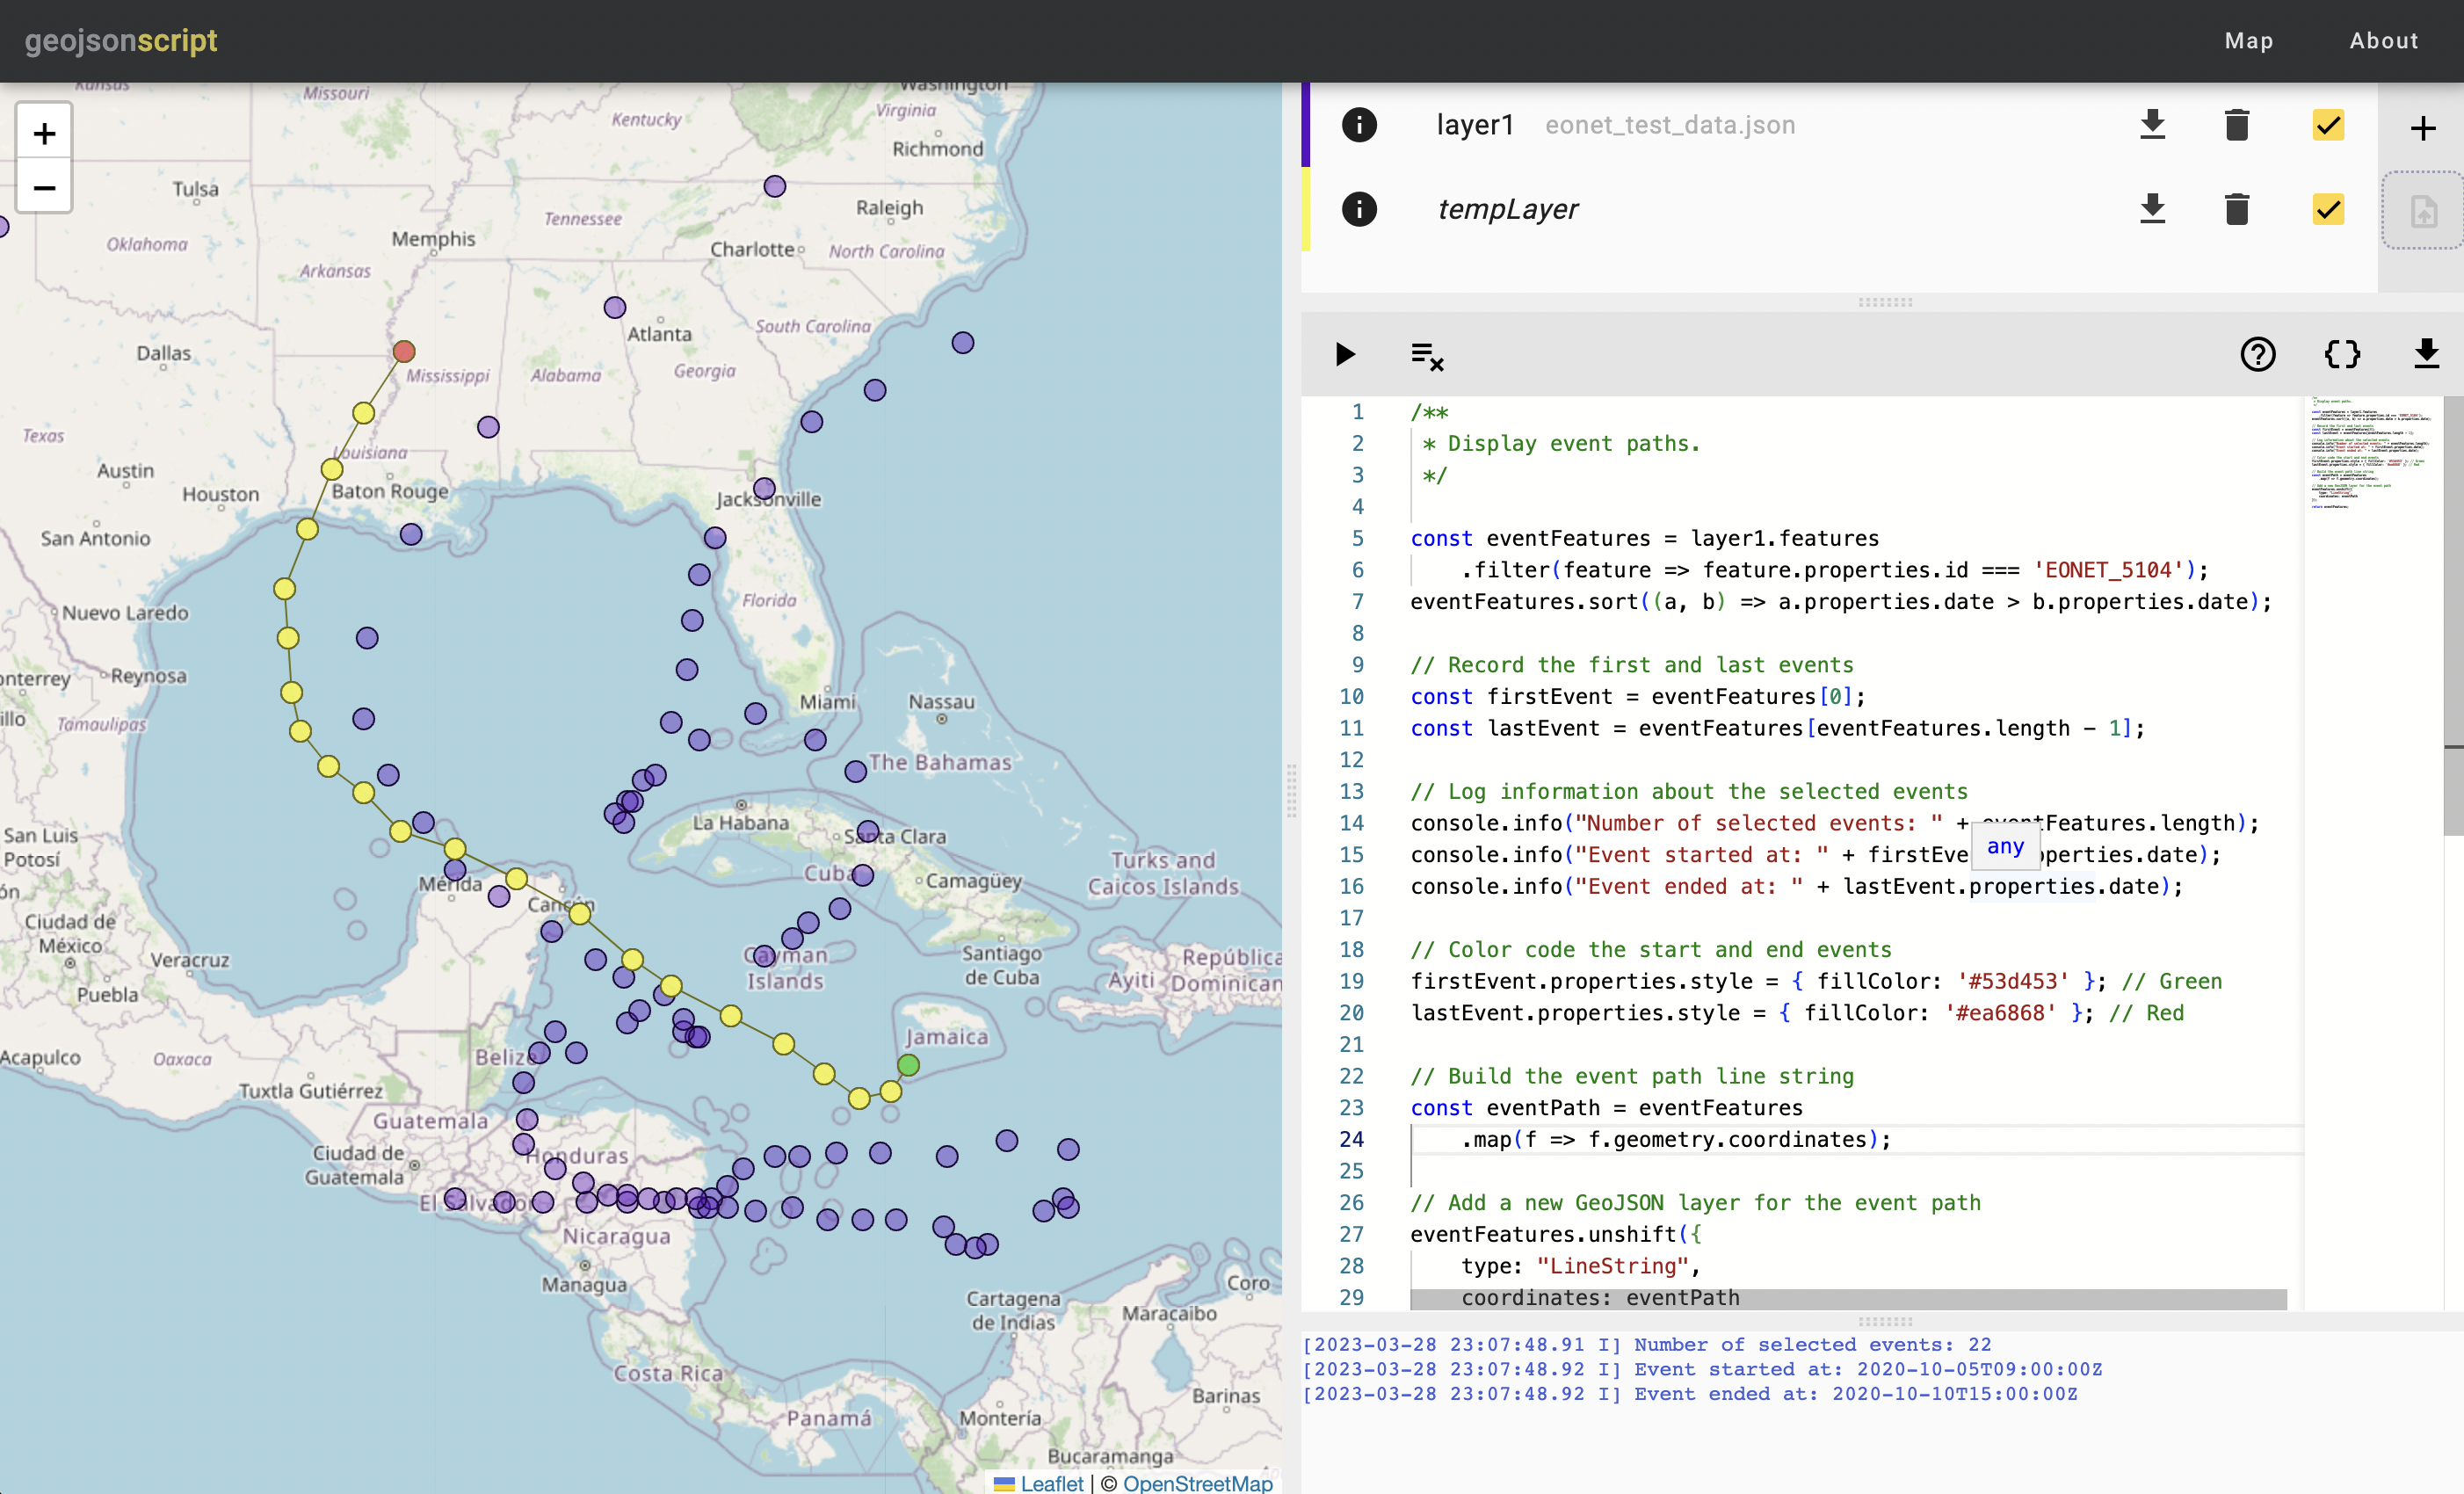 geojsonscript
Map
About
Kansas
Missouri
Washington
Virginia
Kentucky
Richmond
Tulsa
Tennessee
Raleigh
Oklahoma
Memphis
Charlotte
North Carolina
Arkansas
Atlanta
South Carolina
Dallas
Mississippi
Alabama
Georgia
Texas
Louisiana
Austin
Houston
Baton Rouge
Jacksonville
San Antonio
Florida
Nuevo Laredo
Reynosa
onterrey
Miami
Nassau
illo
Tamaulipas
The Bahamas
La Habana
Santa Clara
San Luis
Potosí
Turks and
Caicos Islands
Cuba
Camagüey
Mérida
Cancún
ón
Ciudad de
México
Veracruz
Cayman
Islands
Santiago
de Cuba
Ayiti
República
Dominican
Puebla
Jamaica
Acapulco
Oaxaca
Belize
Tuxtla Gutiérrez
Guatemala
Ciudad de
Guatemala
Honduras
El Salvador
Nicaragua
Managua
Coro
Cartagena
de Indias
Maracaibo
Costa Rica
Barinas
Panamá
Montería
Bucaramanga
+
−
Leaflet | © OpenStreetMap
layer1 eonet_test_data.json
tempLayer
1 /**
2 * Display event paths.
3 */
4
5 const eventFeatures = layer1.features
6 .filter(feature => feature.properties.id === 'EONET_5104');
7 eventFeatures.sort((a, b) => a.properties.date > b.properties.date);
8
9 // Record the first and last events
10 const firstEvent = eventFeatures[0];
11 const lastEvent = eventFeatures[eventFeatures.length - 1];
12
13 // Log information about the selected events
14 console.info("Number of selected events: " + eventFeatures.length);
15 console.info("Event started at: " + firstEve any operties.date);
16 console.info("Event ended at: " + lastEvent.properties.date);
17
18 // Color code the start and end events
19 firstEvent.properties.style = { fillColor: '#53d453' }; // Green
20 lastEvent.properties.style = { fillColor: '#ea6868' }; // Red
21
22 // Build the event path line string
23 const eventPath = eventFeatures
24 .map(f => f.geometry.coordinates);
25
26 // Add a new GeoJSON layer for the event path
27 eventFeatures.unshift({
28 type: "LineString",
29 coordinates: eventPath
[2023-03-28 23:07:48.91 I] Number of selected events: 22
[2023-03-28 23:07:48.92 I] Event started at: 2020-10-05T09:00:00Z
[2023-03-28 23:07:48.92 I] Event ended at: 2020-10-10T15:00:00Z